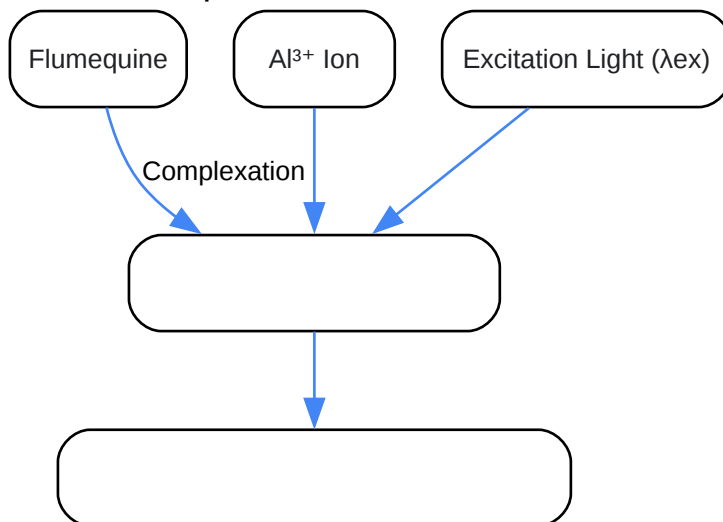 Flumequine
Al³⁺ Ion
Excitation Light (λex)
Complexation